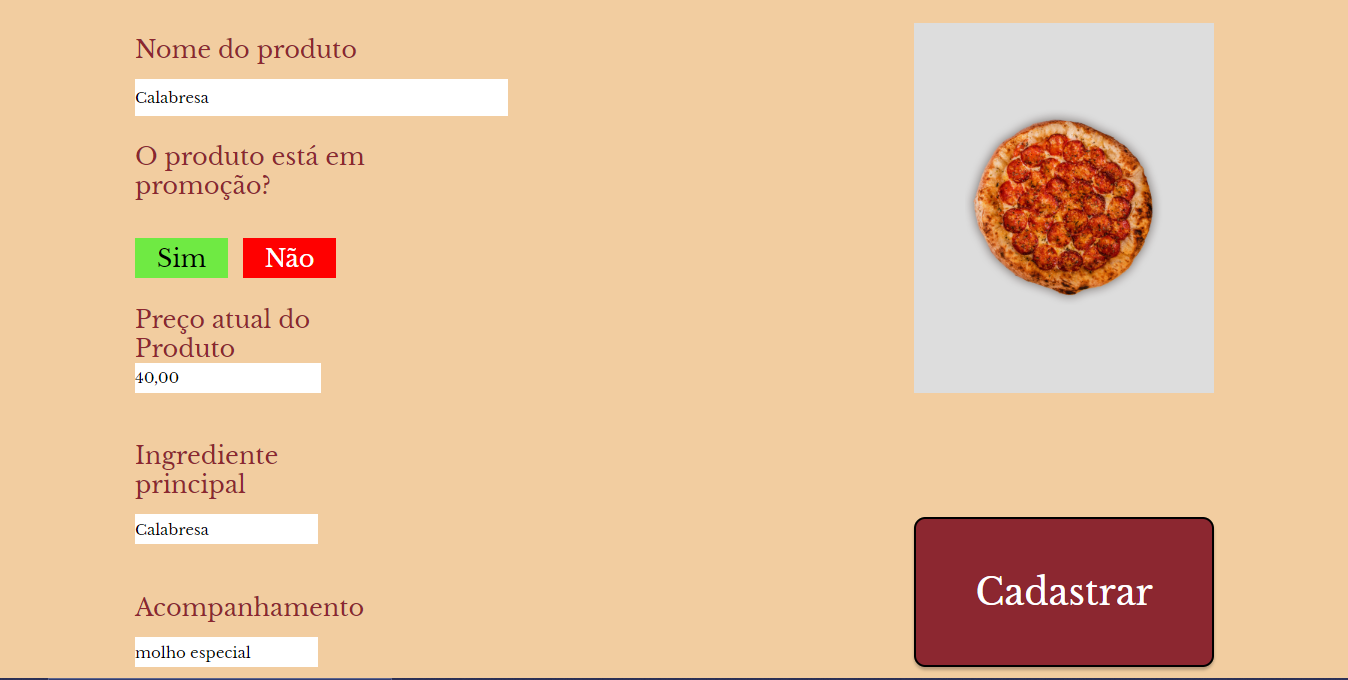 Nome do produto
Calabresa
O produto está em
promoção?
Sim Não
Preço atual do
Produto
40,00
Ingrediente
principal
Calabresa
Acompanhamento
molho especial
Cadastrar